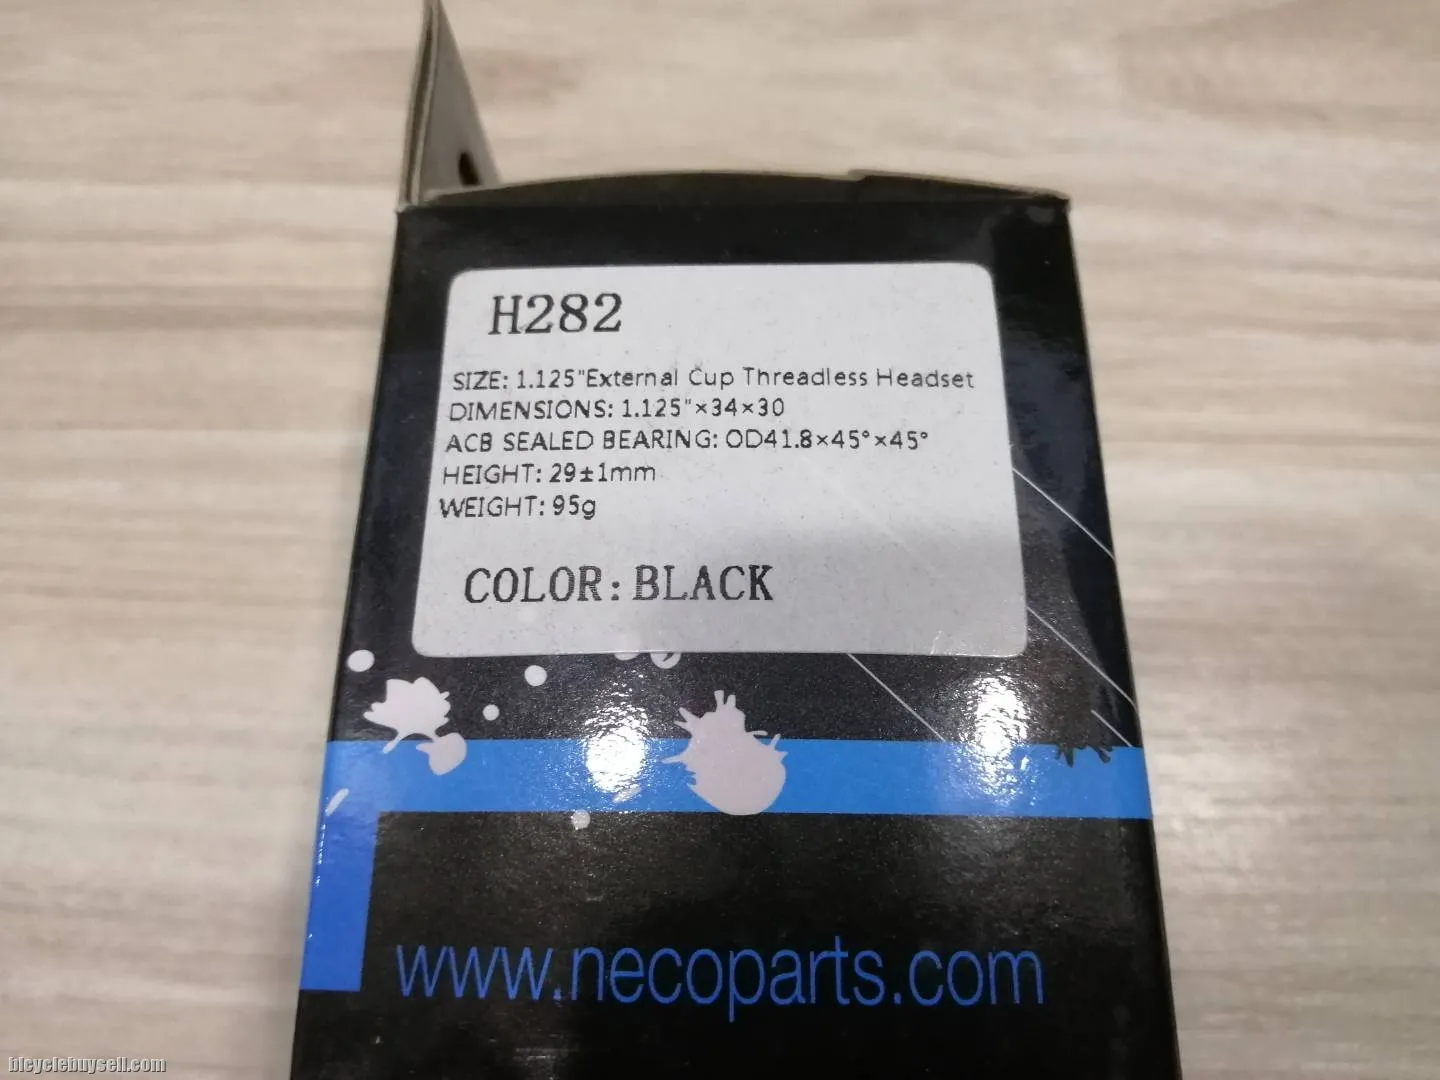 H282
SIZE: 1.125"External Cup Threadless Headset
DIMENSIONS: 1.125"×34×30
ACB SEALED BEARING: OD41.8×45°×45°
HEIGHT: 29±1mm
WEIGHT: 95g
COLOR: BLACK
www.necoparts.com
bicyclebuysell.com